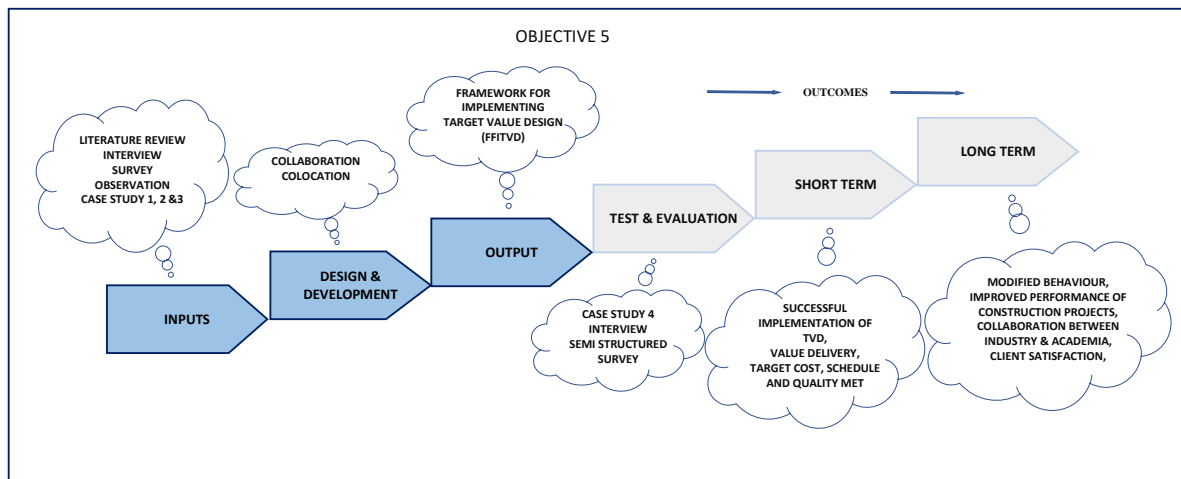 OBJECTIVE 5
LITERATURE REVIEW
INTERVIEW
SURVEY
OBSERVATION
CASE STUDY 1, 2 &3
COLLABORATION
COLOCATION
FRAMEWORK FOR
IMPLEMENTING
TARGET VALUE DESIGN
(FFITVD)
OUTCOMES
INPUTS
DESIGN &
DEVELOPMENT
OUTPUT
TEST & EVALUATION
SHORT TERM
LONG TERM
CASE STUDY 4
INTERVIEW
SEMI STRUCTURED
SURVEY
SUCCESSFUL
IMPLEMENTATION OF
TVD,
VALUE DELIVERY,
TARGET COST, SCHEDULE
AND QUALITY MET
MODIFIED BEHAVIOUR,
IMPROVED PERFORMANCE OF
CONSTRUCTION PROJECTS,
COLLABORATION BETWEEN
INDUSTRY & ACADEMIA,
CLIENT SATISFACTION,